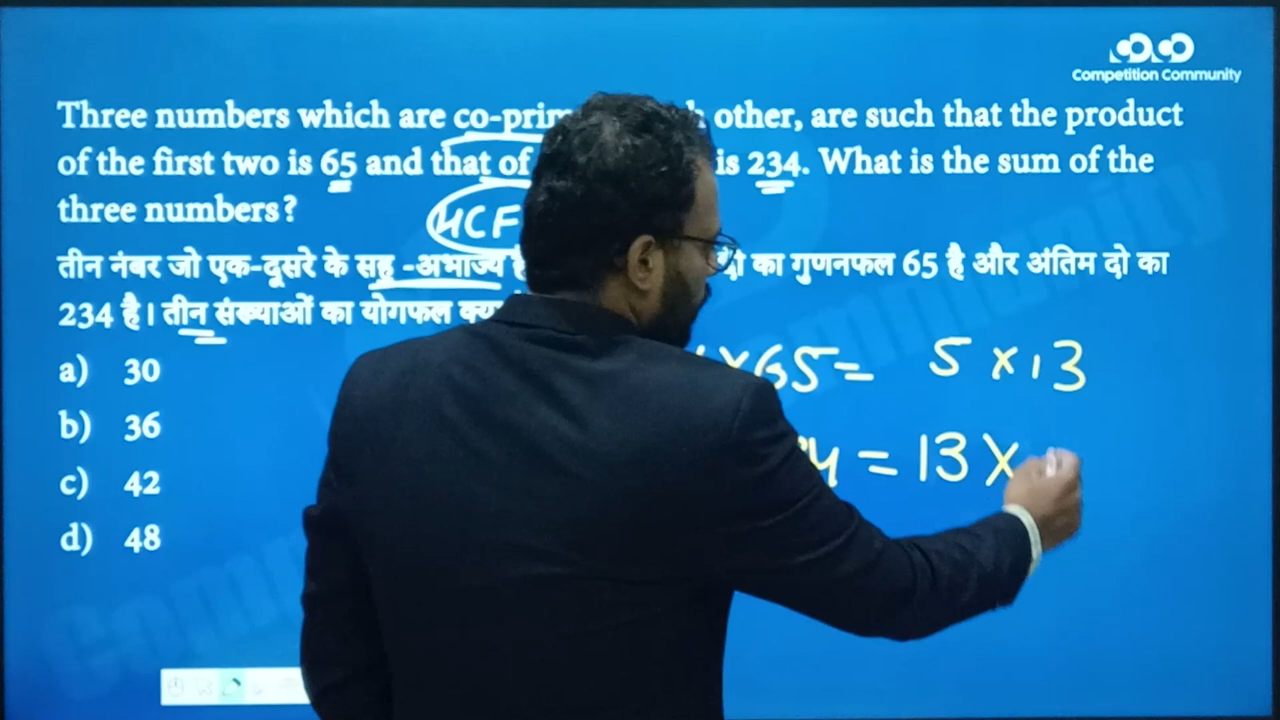 Competition Community
Three numbers which are other, are such that the product
of the first two is 65 and that of is 234. What is the sum of the
three numbers?
HCF
तीन नंबर जो एक-दूसरे के सह -अभाज्य का गुणनफल 65 है और अंतिम दो का
234 है। तीन संख्याओं का योगफल
a) 30
b) 36
c) 42
d) 48
X65= 5 X 13
4 = 13 X